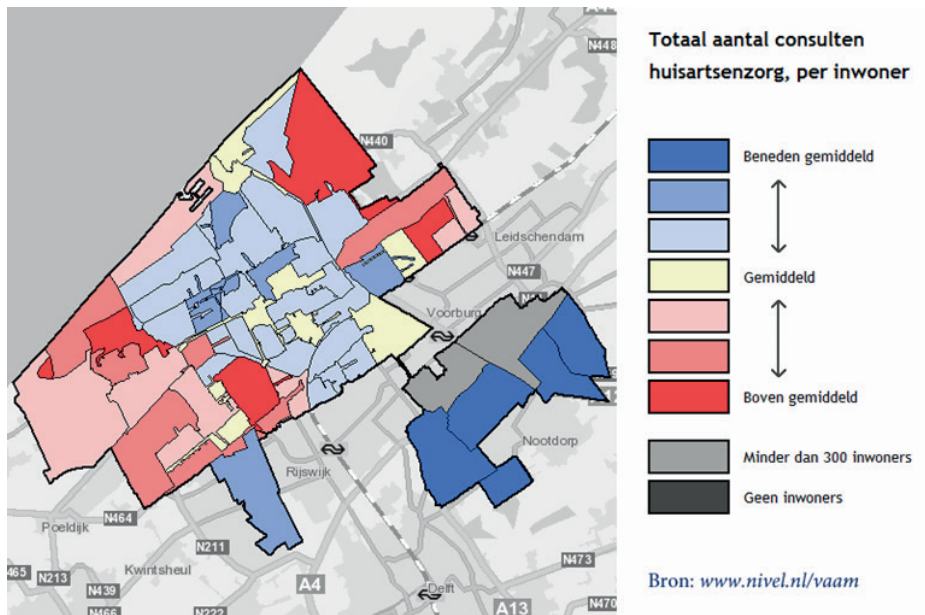 Totaal aantal consulten
huisartsenzorg, per inwoner
Beneden gemiddeld
Gemiddeld
Boven gemiddeld
Minder dan 300 inwoners
Geen inwoners
Bron: www.nivel.nl/vaam
N448
N440
Leidschendam
N447
Voorburg
Nootdorp
Rijswijk
N464
Poeldijk
N211
Kwintsheul
N465
N213
N439
N466
N222
A4
Delft
A13
N473
N470